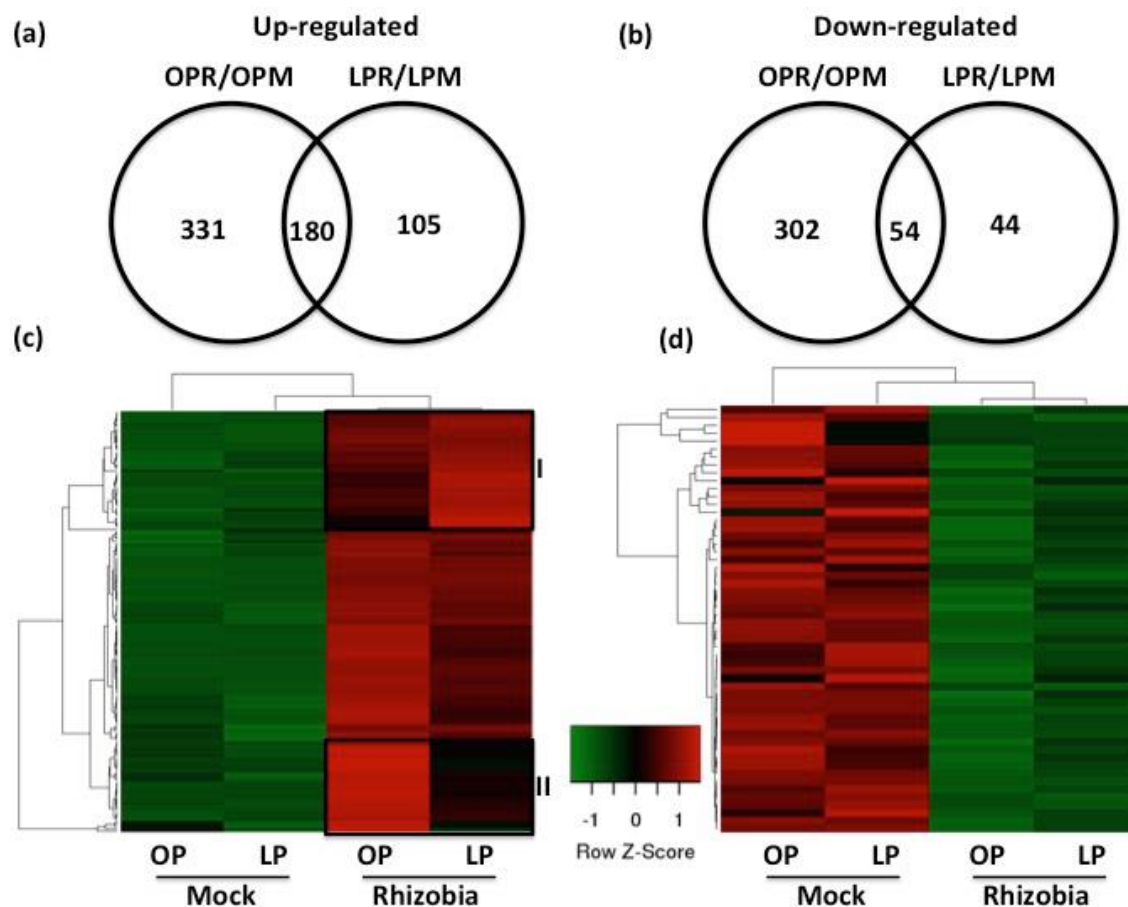 (a) Up-regulated
OPR/OPM LPR/LPM
331 180 105
(b) Down-regulated
OPR/OPM LPR/LPM
302 54 44
(c)
I
II
OP LP OP LP
Mock Rhizobia
-1 0 1
Row Z-Score
(d)
OP LP OP LP
Mock Rhizobia